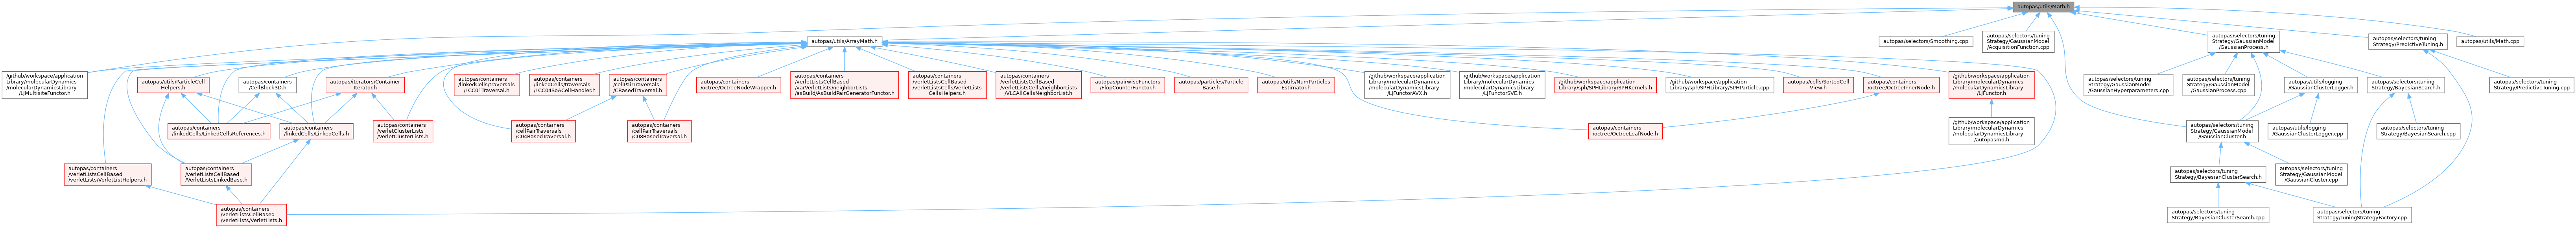 autopas/utils/Math.h
autopas/utils/ArrayMath.h
autopas/selectors/Smoothing.cpp
autopas/selectors/tuning
Strategy/GaussianModel
/AcquisitionFunction.cpp
autopas/selectors/tuning
Strategy/GaussianModel
/GaussianProcess.h
autopas/selectors/tuning
Strategy/PredictiveTuning.h
autopas/utils/Math.cpp
/github/workspace/application
Library/molecularDynamics
/molecularDynamicsLibrary
/LJMultisiteFunctor.h
autopas/utils/ParticleCell
Helpers.h
autopas/containers
/CellBlock3D.h
autopas/iterators/Container
Iterator.h
autopas/containers
/linkedCells/traversals
/LCC01Traversal.h
autopas/containers
/linkedCells/traversals
/LCC04SoACellHandler.h
autopas/containers
/cellPairTraversals
/CBasedTraversal.h
autopas/containers
/octree/OctreeNodeWrapper.h
autopas/containers
/verletListsCellBased
/varVerletLists/neighborLists
/asBuild/AsBuildPairGeneratorFunctor.h
autopas/containers
/verletListsCellBased
/verletListsCells/VerletLists
CellsHelpers.h
autopas/containers
/verletListsCellBased
/verletListsCells/neighborLists
/VLCAllCellsNeighborList.h
autopas/pairwiseFunctors
/FlopCounterFunctor.h
autopas/particles/Particle
Base.h
autopas/utils/NumParticles
Estimator.h
/github/workspace/application
Library/molecularDynamics
/molecularDynamicsLibrary
/LJFunctorAVX.h
/github/workspace/application
Library/molecularDynamics
/molecularDynamicsLibrary
/LJFunctorSVE.h
/github/workspace/application
Library/sph/SPHLibrary/SPHKernels.h
/github/workspace/application
Library/sph/SPHLibrary/SPHParticle.cpp
autopas/cells/SortedCell
View.h
autopas/containers
/octree/OctreeInnerNode.h
/github/workspace/application
Library/molecularDynamics
/molecularDynamicsLibrary
/LJFunctor.h
autopas/selectors/tuning
Strategy/GaussianModel
/GaussianHyperparameters.cpp
autopas/selectors/tuning
Strategy/GaussianModel
/GaussianProcess.cpp
autopas/utils/logging
/GaussianClusterLogger.h
autopas/selectors/tuning
Strategy/BayesianSearch.h
autopas/selectors/tuning
Strategy/PredictiveTuning.cpp
autopas/containers
/linkedCells/LinkedCellsReferences.h
autopas/containers
/linkedCells/LinkedCells.h
autopas/containers
/verletClusterLists
/VerletClusterLists.h
autopas/containers
/cellPairTraversals
/C04BasedTraversal.h
autopas/containers
/cellPairTraversals
/C08BasedTraversal.h
autopas/containers
/octree/OctreeLeafNode.h
/github/workspace/application
Library/molecularDynamics
/molecularDynamicsLibrary
/autopasmd.h
autopas/selectors/tuning
Strategy/GaussianModel
/GaussianCluster.h
autopas/utils/logging
/GaussianClusterLogger.cpp
autopas/selectors/tuning
Strategy/BayesianSearch.cpp
autopas/containers
/verletListsCellBased
/verletLists/VerletListHelpers.h
autopas/containers
/verletListsCellBased
/VerletListsLinkedBase.h
autopas/selectors/tuning
Strategy/BayesianClusterSearch.h
autopas/selectors/tuning
Strategy/GaussianModel
/GaussianCluster.cpp
autopas/containers
/verletListsCellBased
/verletLists/VerletLists.h
autopas/selectors/tuning
Strategy/BayesianClusterSearch.cpp
autopas/selectors/tuning
Strategy/TuningStrategyFactory.cpp